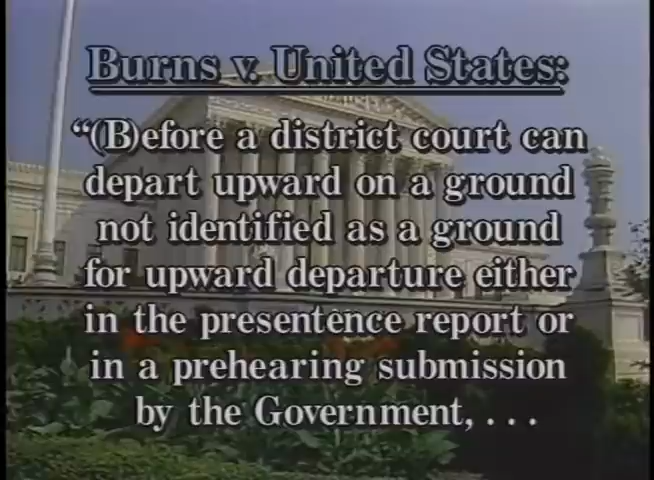 Burns v. United States:
“(B)efore a district court can
depart upward on a ground
not identified as a ground
for upward departure either
in the presentence report or
in a prehearing submission
by the Government, . . .